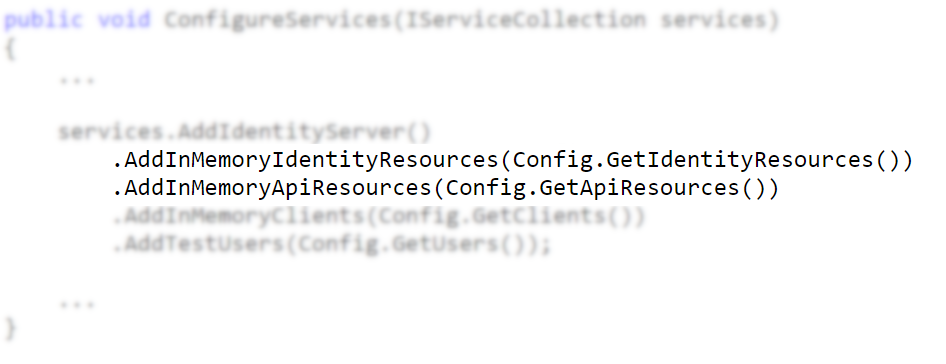 public void ConfigureServices(IServiceCollection services)
{
...
services.AddIdentityServer()
.AddInMemoryIdentityResources(Config.GetIdentityResources())
.AddInMemoryApiResources(Config.GetApiResources())
.AddInMemoryClients(Config.GetClients())
.AddTestUsers(Config.GetUsers());
...
}